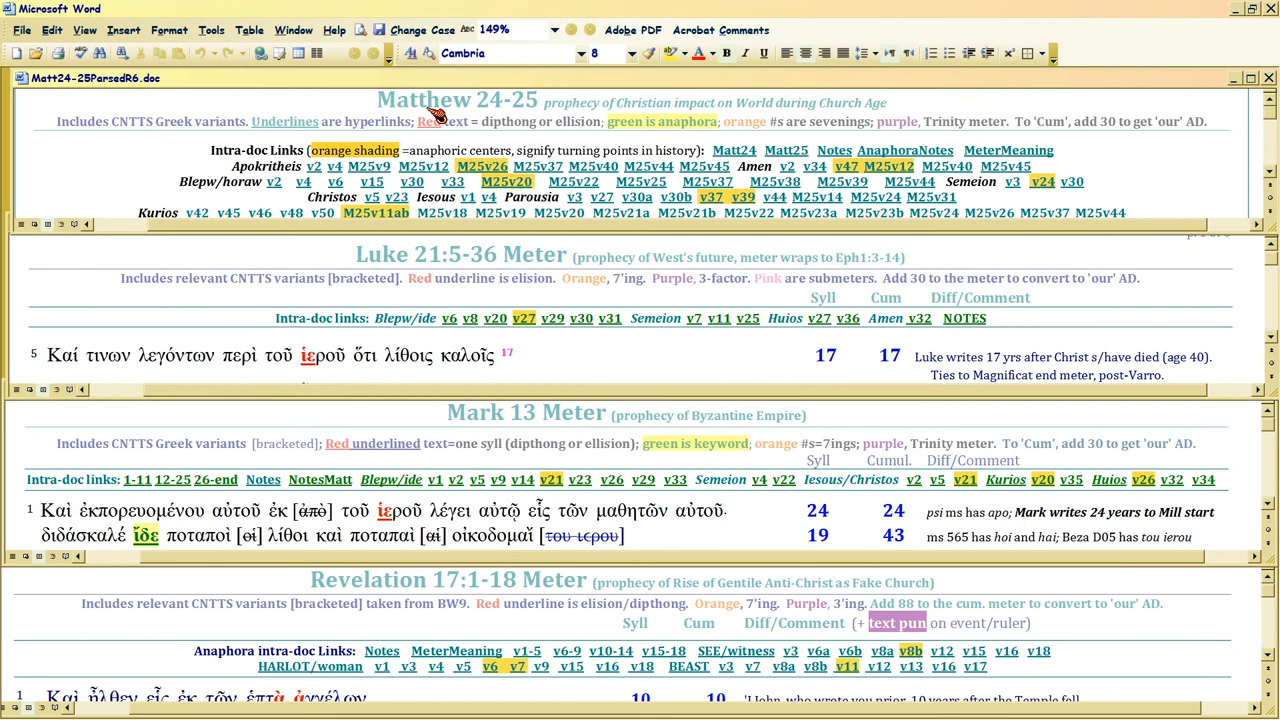 Microsoft Word
File Edit View Insert Format Tools Table Window Help Change Case Abc 149% Adobe PDF Acrobat Comments
Cambria 8 B I U
Matt24-25ParsedR6.doc
Matthew 24-25 prophecy of Christian impact on World during Church Age
Includes CNTTS Greek variants. Underlines are hyperlinks; Red text = dipthong or ellision; green is anaphora; orange #s are sevenings; purple, Trinity meter. To 'Cum', add 30 to get 'our' AD.
Intra-doc Links (orange shading =anaphoric centers, signify turning points in history): Matt24 Matt25 Notes AnaphoraNotes MeterMeaning
Apokritheis v2 v4 M25v9 M25v12 M25v26 M25v37 M25v40 M25v44 M25v45 Amen v2 v34 v47 M25v12 M25v40 M25v45
Blepw/horaw v2 v4 v6 v15 v30 v33 M25v20 M25v22 M25v25 M25v37 M25v38 M25v39 M25v44 Semeion v3 v24 v30
Christos v5 v23 Iesous v1 v4 Parousia v3 v27 v30a v30b v37 v39 v44 M25v14 M25v31
Kurios v42 v45 v46 v48 v50 M25v11ab M25v18 M25v19 M25v20 M25v21a M25v21b M25v22 M25v23a M25v23b M25v24 M25v26 M25v37 M25v44
Luke 21:5-36 Meter (prophecy of West's future, meter wraps to Eph1:3-14)
Includes relevant CNTTS variants [bracketed]. Red underline is elision. Orange, 7'ing. Purple, 3-factor. Pink are submeters. Add 30 to the meter to convert to 'our' AD.
Syll Cum Diff/Comment
Intra-doc links: Blepw/ide v6 v8 v20 v27 v29 v30 v31 Semeion v7 v11 v25 Huios v27 v36 Amen v32 NOTES
5 Καί τινων λεγόντων περὶ τοῦ ἱεροῦ ὅτι λίθοις καλοῖς 17 17 17 Luke writes 17 yrs after Christ s/have died (age 40).
Ties to Magnificat end meter, post-Varro.
Mark 13 Meter (prophecy of Byzantine Empire)
Includes CNTTS Greek variants [bracketed]; Red underlined text=one syll (dipthong or ellision); green is keyword; orange #s=7ings; purple, Trinity meter. To 'Cum', add 30 to get 'our' AD.
Syll Cumul. Diff/Comment
Intra-doc links: 1-11 12-25 26-end Notes NotesMatt Blepw/ide v1 v2 v5 v9 v14 v21 v23 v26 v29 v33 Semeion v4 v22 Iesous/Christos v2 v5 v21 Kurios v20 v35 Huios v26 v32 v34
1 Καὶ ἐκπορευομένου αὐτοῦ ἐκ [ἀπὸ] τοῦ ἱεροῦ λέγει αὐτῷ εἷς τῶν μαθητῶν αὐτοῦ· 24 24 psi ms has apo; Mark writes 24 years to Mill start
διδάσκαλέ ἴδε ποταποὶ [οἱ] λίθοι καὶ ποταπαὶ [αἱ] οἰκοδομαῖ [του ιερου] 19 43 ms 565 has hoi and hai; Beza D05 has tou ierou
Revelation 17:1-18 Meter (prophecy of Rise of Gentile Anti-Christ as Fake Church)
Includes relevant CNTTS variants [bracketed] taken from BW9. Red underline is elision/dipthong. Orange, 7'ing. Purple, 3'ing. Add 88 to the cum. meter to convert to 'our' AD.
Syll Cum Diff/Comment (+ text pun on event/ruler)
Anaphora intra-doc Links: Notes MeterMeaning v1-5 v6-9 v10-14 v15-18 SEE/witness v3 v6a v6b v8a v8b v12 v15 v16 v18
HARLOT/woman v1 v3 v4 v5 v6 v7 v9 v15 v16 v18 BEAST v3 v7 v8a v8b v11 v12 v13 v16 v17
1 Καὶ ἦλθεν εἷς ἐκ τῶν ἑπτὰ ἀγγέλων 10 10 'I John, who wrote you prior, 10 years after the Temple fell